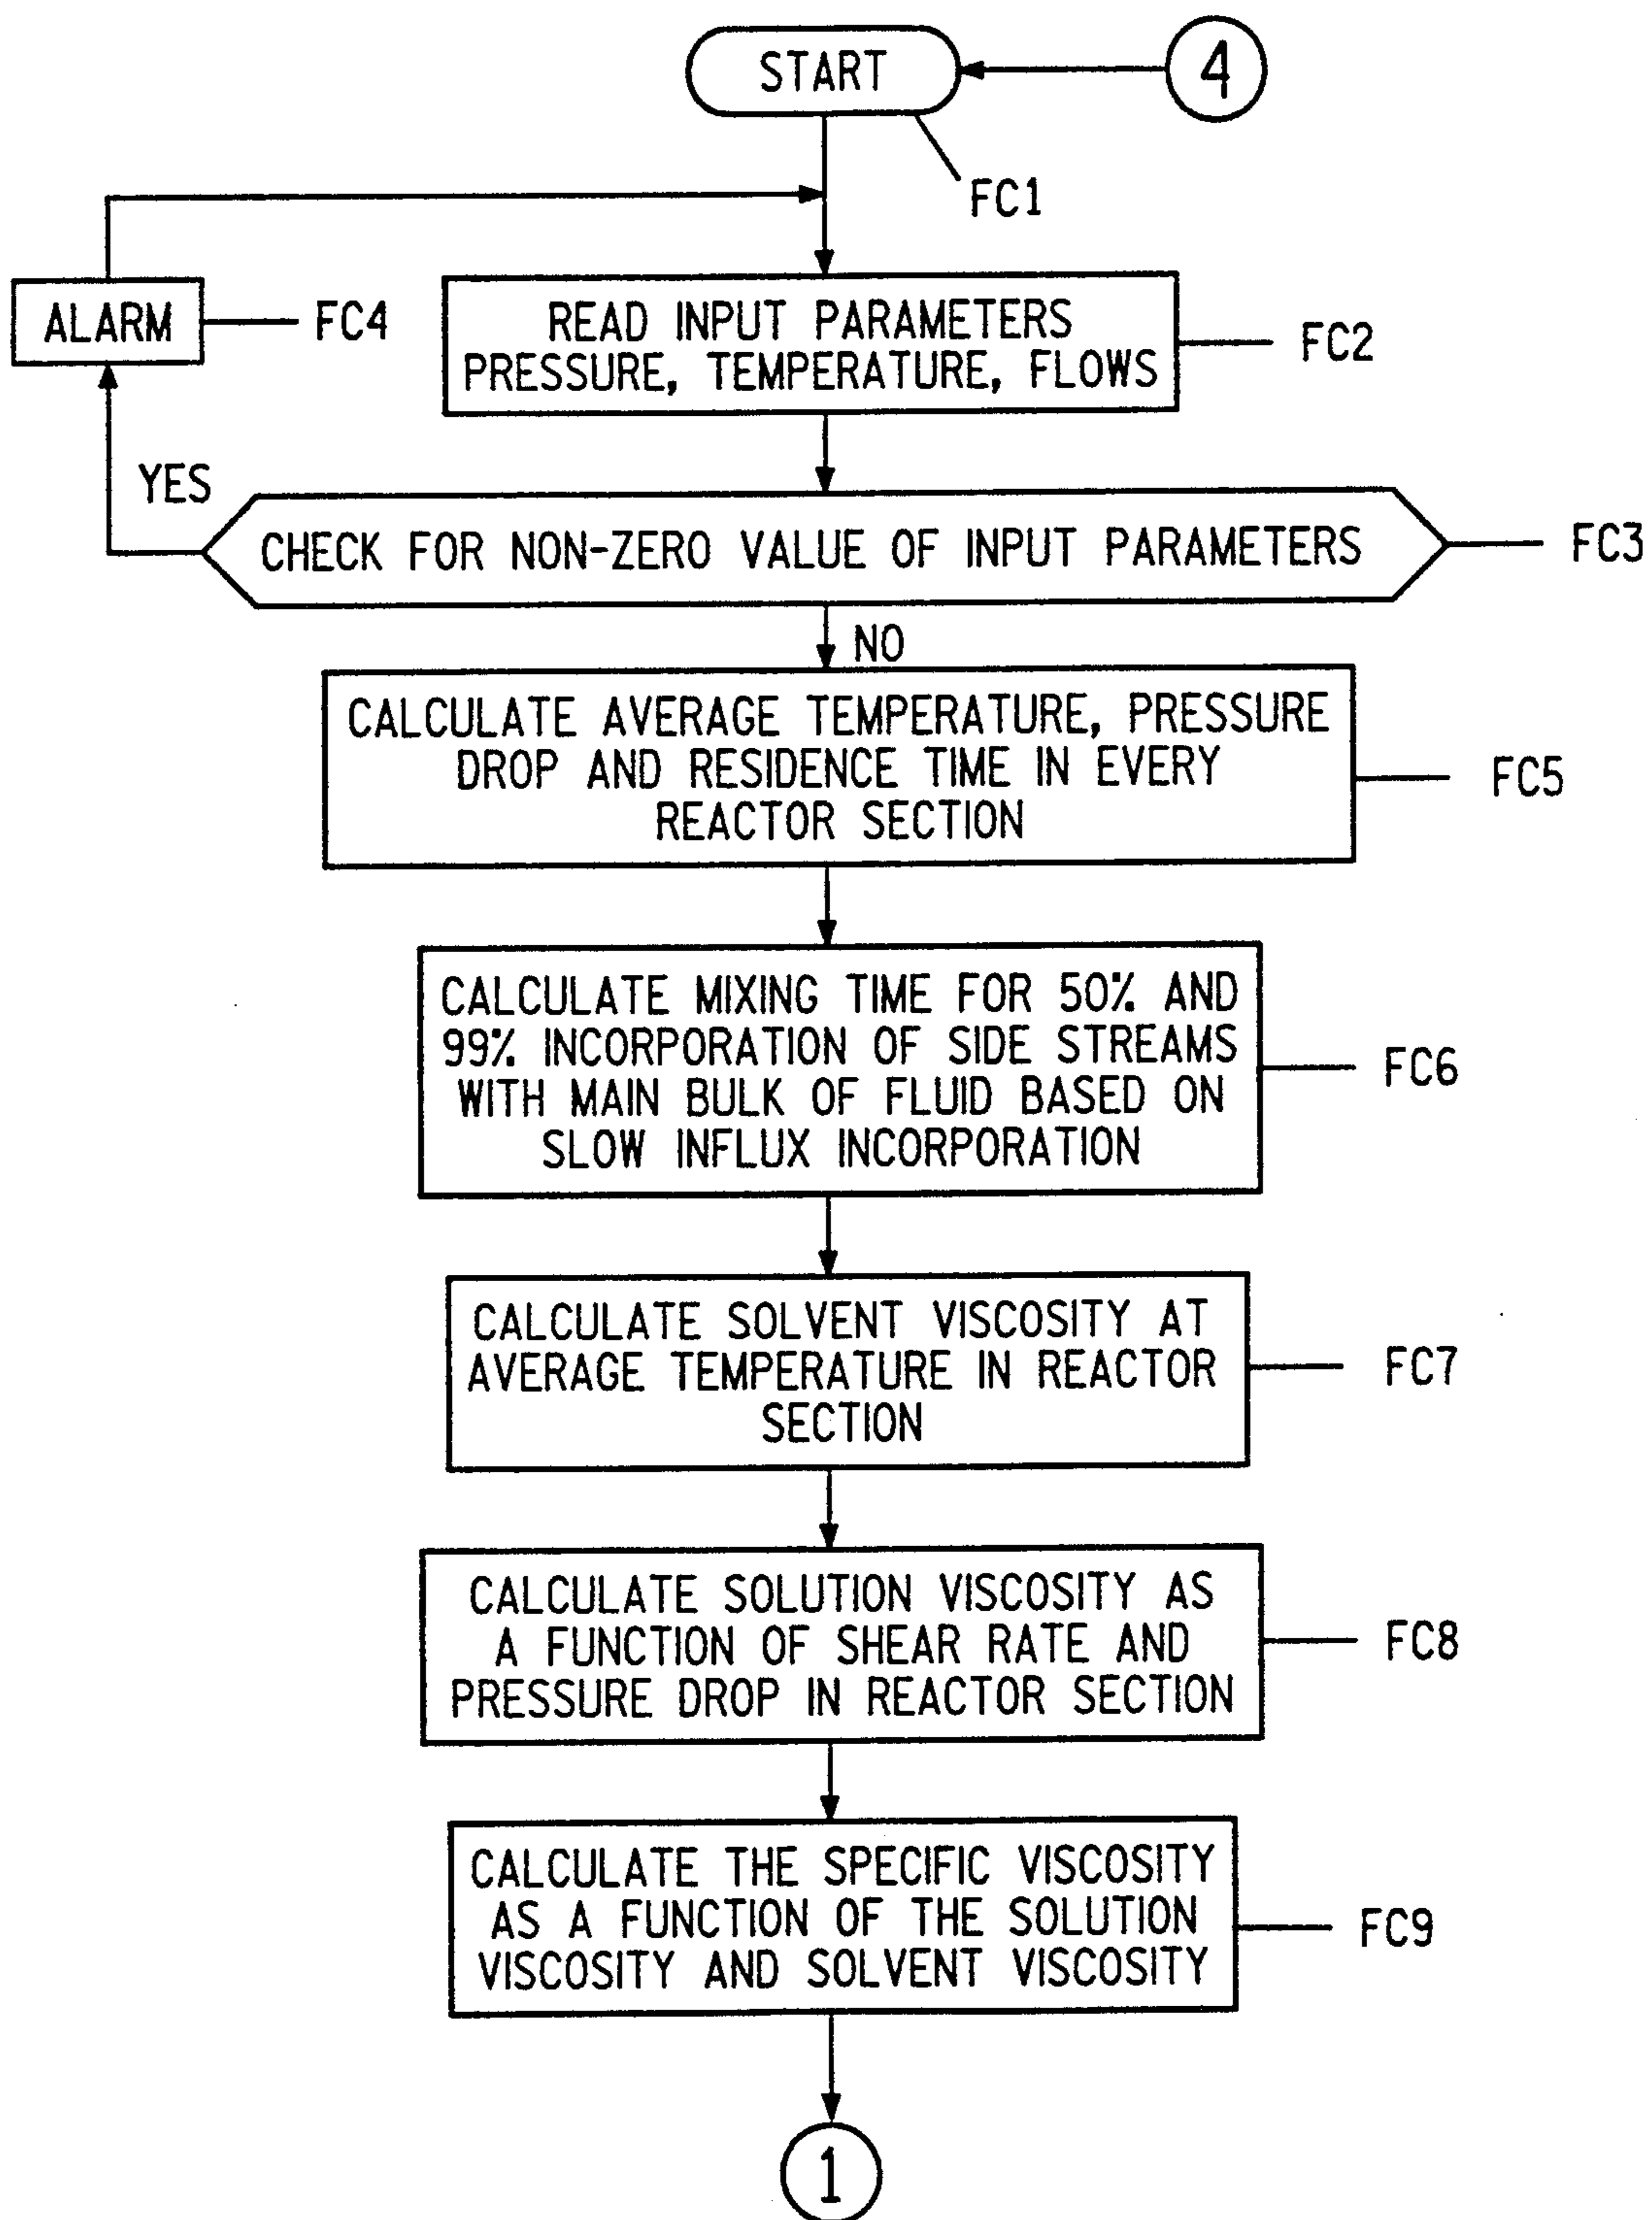 START
4
FC1
ALARM
FC4
READ INPUT PARAMETERS
PRESSURE, TEMPERATURE, FLOWS
FC2
YES
CHECK FOR NON-ZERO VALUE OF INPUT PARAMETERS
FC3
NO
CALCULATE AVERAGE TEMPERATURE, PRESSURE
DROP AND RESIDENCE TIME IN EVERY
REACTOR SECTION
FC5
CALCULATE MIXING TIME FOR 50% AND
99% INCORPORATION OF SIDE STREAMS
WITH MAIN BULK OF FLUID BASED ON
SLOW INFLUX INCORPORATION
FC6
CALCULATE SOLVENT VISCOSITY AT
AVERAGE TEMPERATURE IN REACTOR
SECTION
FC7
CALCULATE SOLUTION VISCOSITY AS
A FUNCTION OF SHEAR RATE AND
PRESSURE DROP IN REACTOR SECTION
FC8
CALCULATE THE SPECIFIC VISCOSITY
AS A FUNCTION OF THE SOLUTION
VISCOSITY AND SOLVENT VISCOSITY
FC9
1